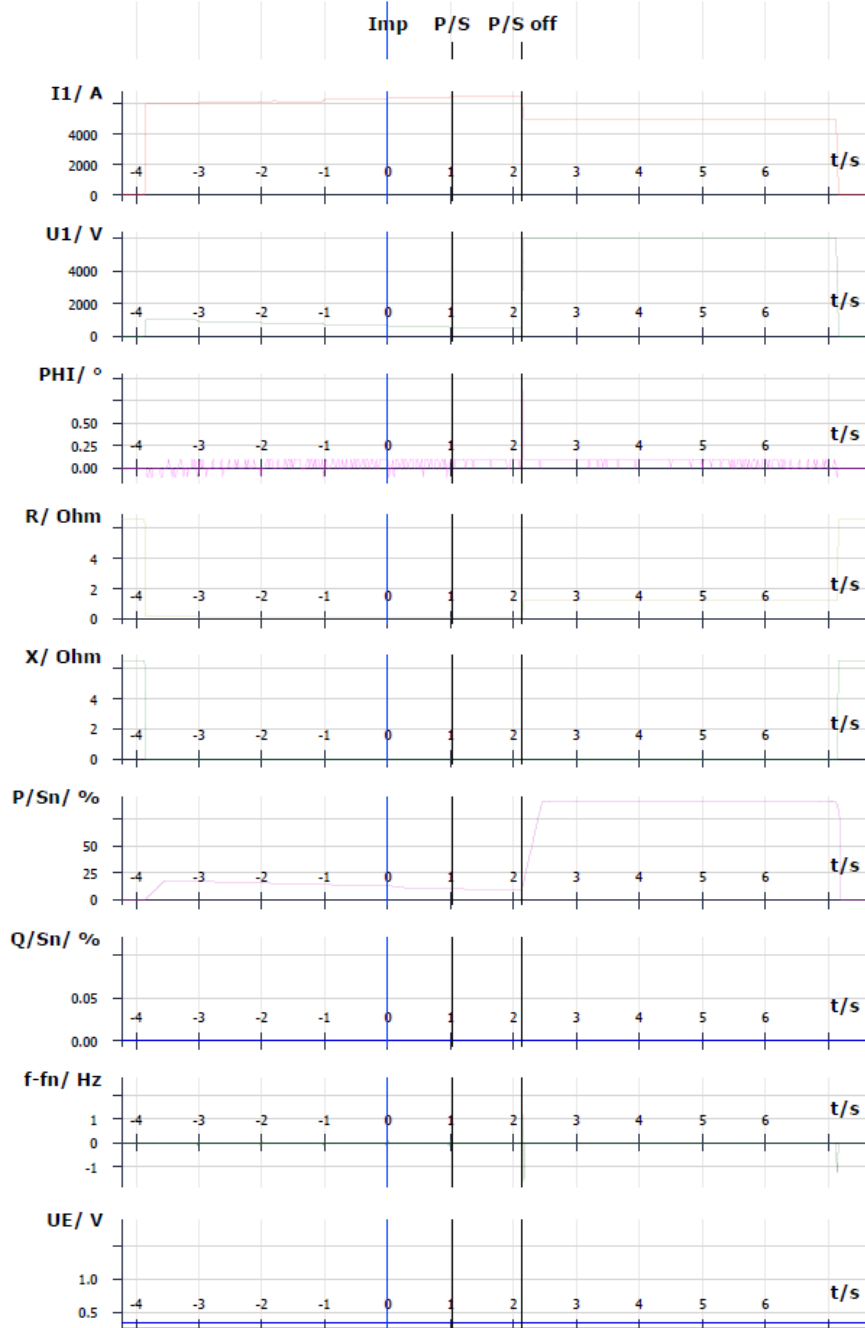 Imp P/S P/S off
I1/ A
4000
2000
0
-4 -3 -2 -1 0 1 2 3 4 5 6 t/s
U1/ V
4000
2000
0
-4 -3 -2 -1 0 1 2 3 4 5 6 t/s
PHI/ °
0.50
0.25
0.00
-4 -3 -2 -1 0 1 2 3 4 5 6 t/s
R/ Ohm
4
2
0
-4 -3 -2 -1 0 1 2 3 4 5 6 t/s
X/ Ohm
4
2
0
-4 -3 -2 -1 0 1 2 3 4 5 6 t/s
P/Sn/ %
50
25
0
-4 -3 -2 -1 0 1 2 3 4 5 6 t/s
Q/Sn/ %
0.05
0.00
-4 -3 -2 -1 0 1 2 3 4 5 6 t/s
f-fn/ Hz
1
0
-1
-4 -3 -2 -1 0 1 2 3 4 5 6 t/s
UE/ V
1.0
0.5
-4 -3 -2 -1 0 1 2 3 4 5 6 t/s